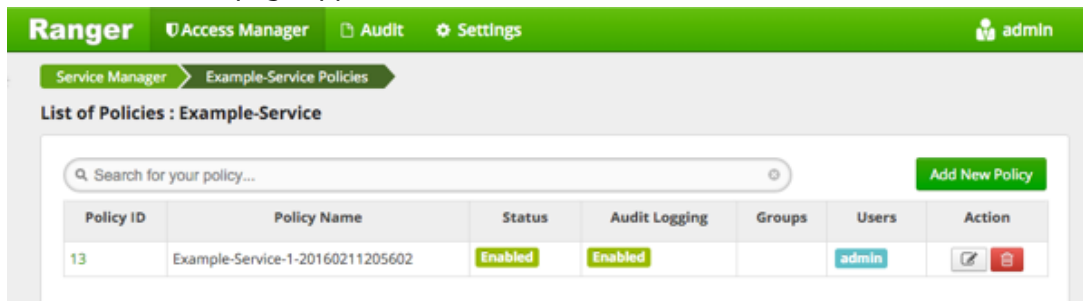 Ranger Access Manager Audit Settings admin
Service Manager Example-Service Policies
List of Policies : Example-Service
Search for your policy... Add New Policy
Policy ID Policy Name Status Audit Logging Groups Users Action
13 Example-Service-1-20160211205602 Enabled Enabled admin